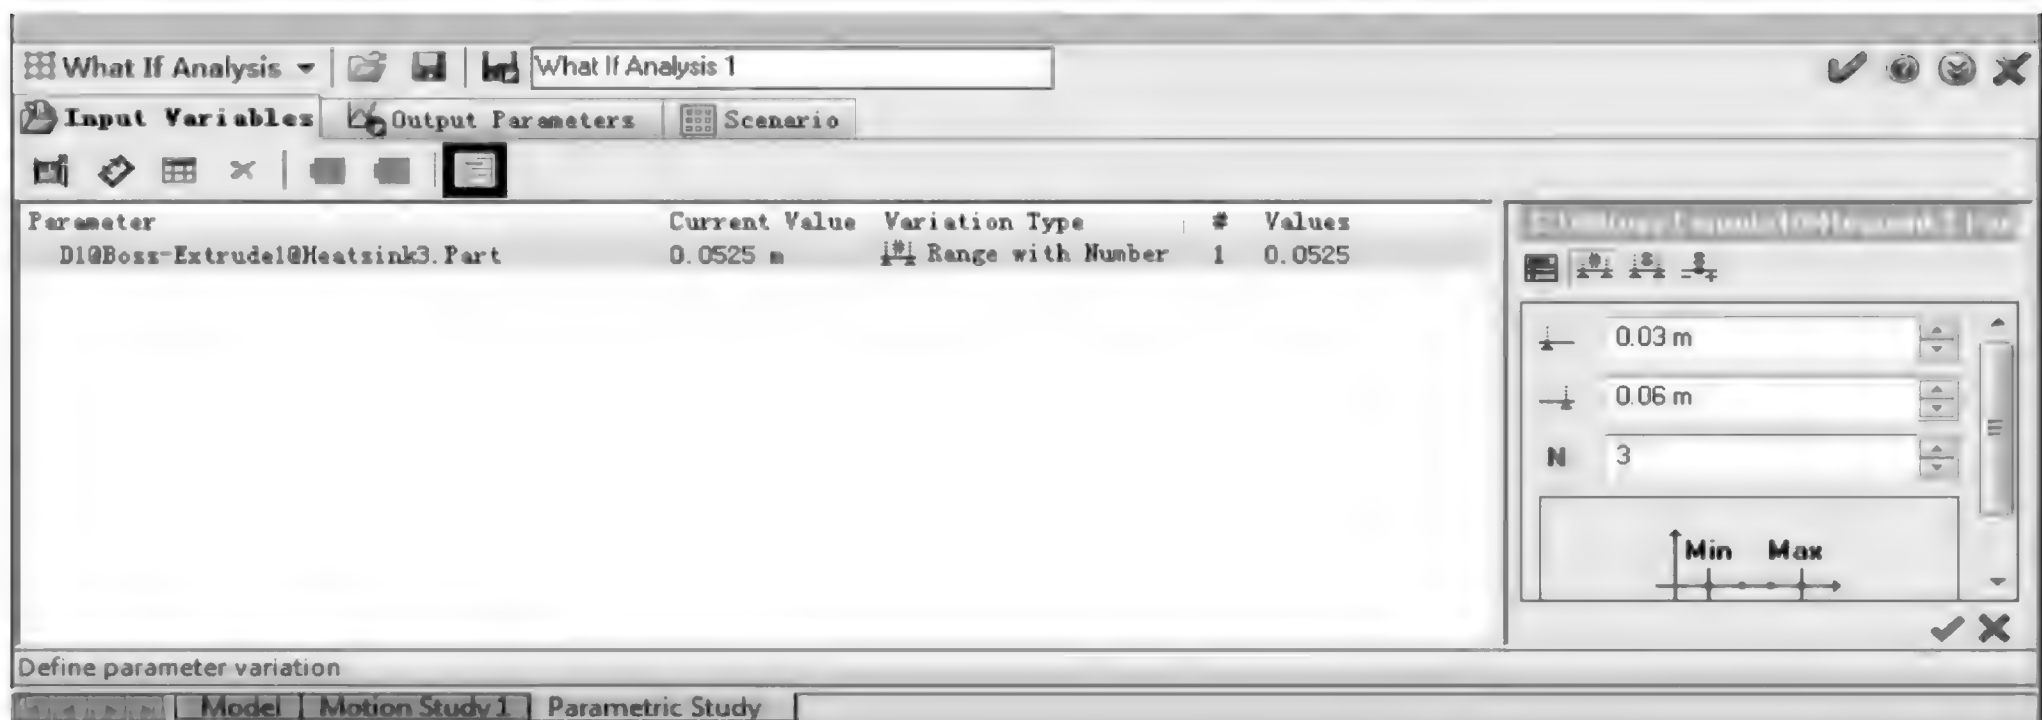 What If Analysis What If Analysis 1
Input Variables Output Parameters Scenario
Parameter Current Value Variation Type # Values
D1@Boss-Extrude1@Heatsink3.Part 0.0525 m Range with Number 1 0.0525
0.03 m
0.06 m
N 3
Min Max
Define parameter variation
Model Motion Study 1 Parametric Study